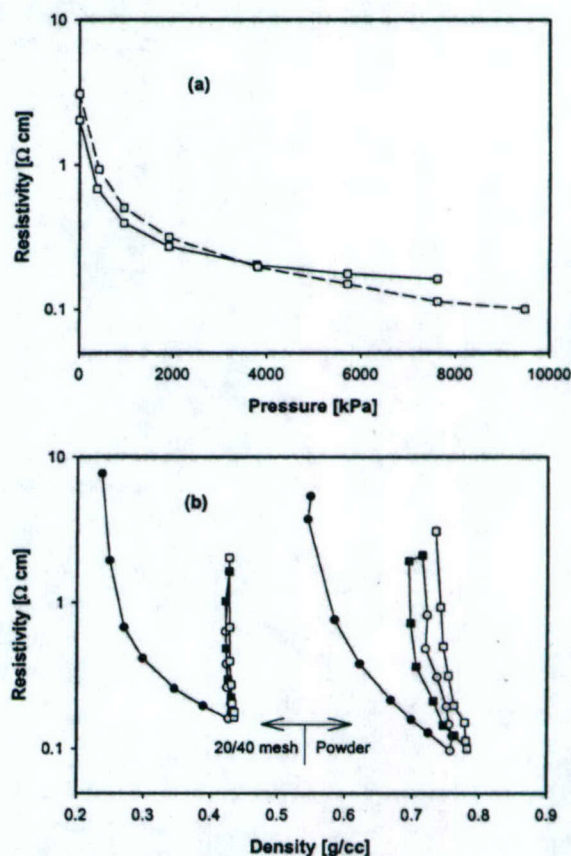 10
(a)
1
0.1
Resistivity [Ω cm]
0 2000 4000 6000 8000 10000
Pressure [kPa]
10
(b)
1
0.1
Resistivity [Ω cm]
20/40 mesh Powder
0.2 0.3 0.4 0.5 0.6 0.7 0.8 0.9
Density [g/cc]